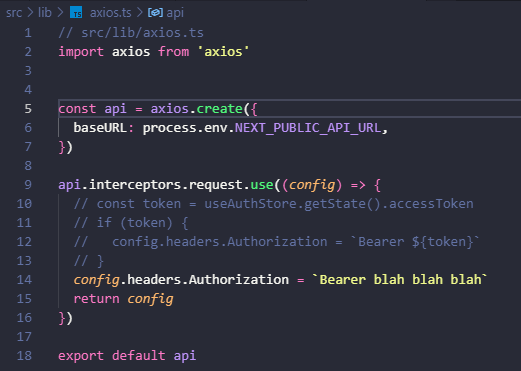 src > lib > TS axios.ts > api
1 // src/lib/axios.ts
2 import axios from 'axios'
3
4
5 const api = axios.create({
6   baseURL: process.env.NEXT_PUBLIC_API_URL,
7 })
8
9 api.interceptors.request.use((config) => {
10   // const token = useAuthStore.getState().accessToken
11   // if (token) {
12   //   config.headers.Authorization = `Bearer ${token}`
13   // }
14   config.headers.Authorization = `Bearer blah blah blah`
15   return config
16 })
17
18 export default api